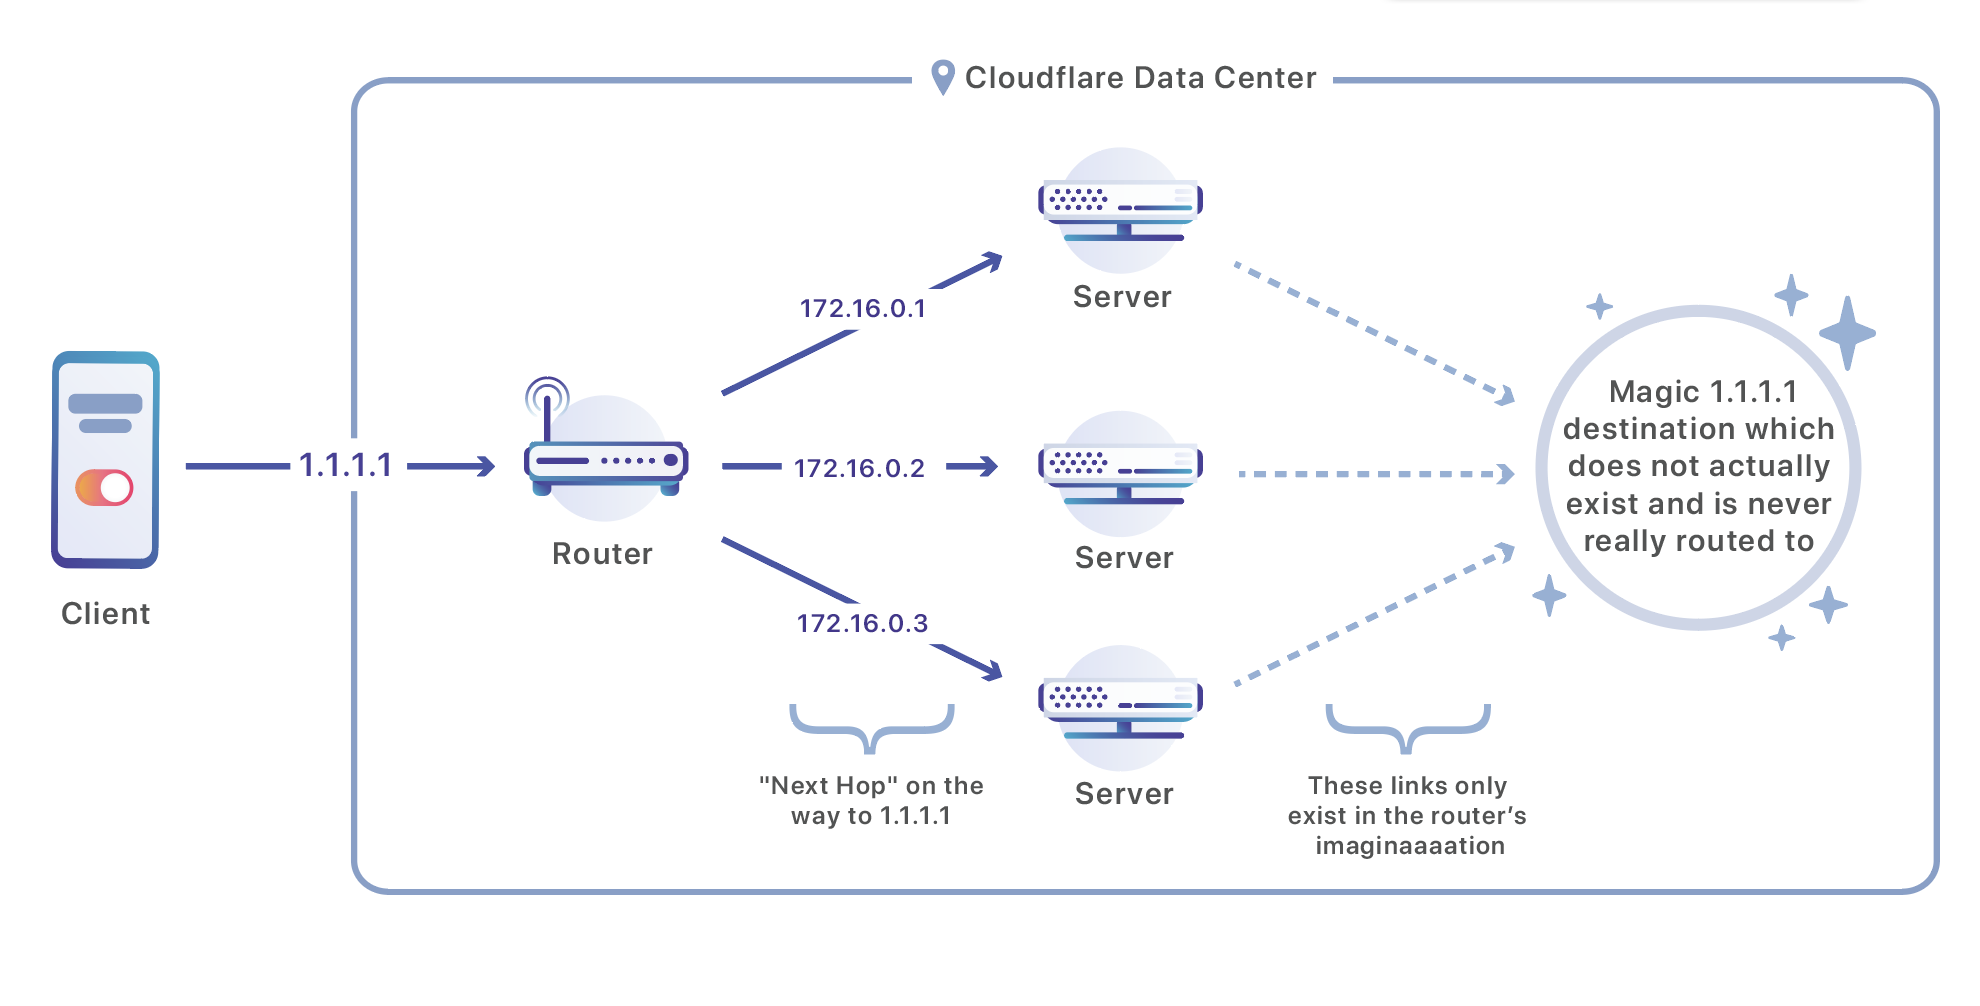 Cloudflare Data Center
Server
172.16.0.1
1.1.1.1
172.16.0.2
Magic 1.1.1.1
destination which
does not actually
exist and is never
really routed to
Router
Server
Client
172.16.0.3
Server
"Next Hop" on the
way to 1.1.1.1
These links only
exist in the router’s
imaginaaaation